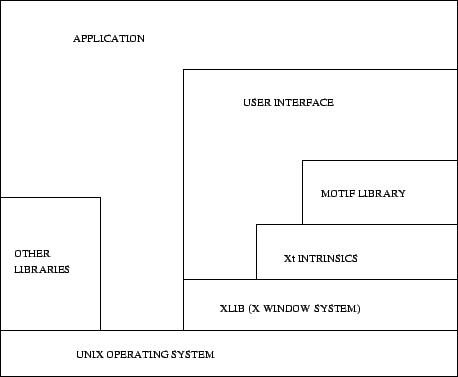 APPLICATION
USER INTERFACE
MOTIF LIBRARY
OTHER
LIBRARIES
Xt INTRINSICS
XLIB (X WINDOW SYSTEM)
UNIX OPERATING SYSTEM